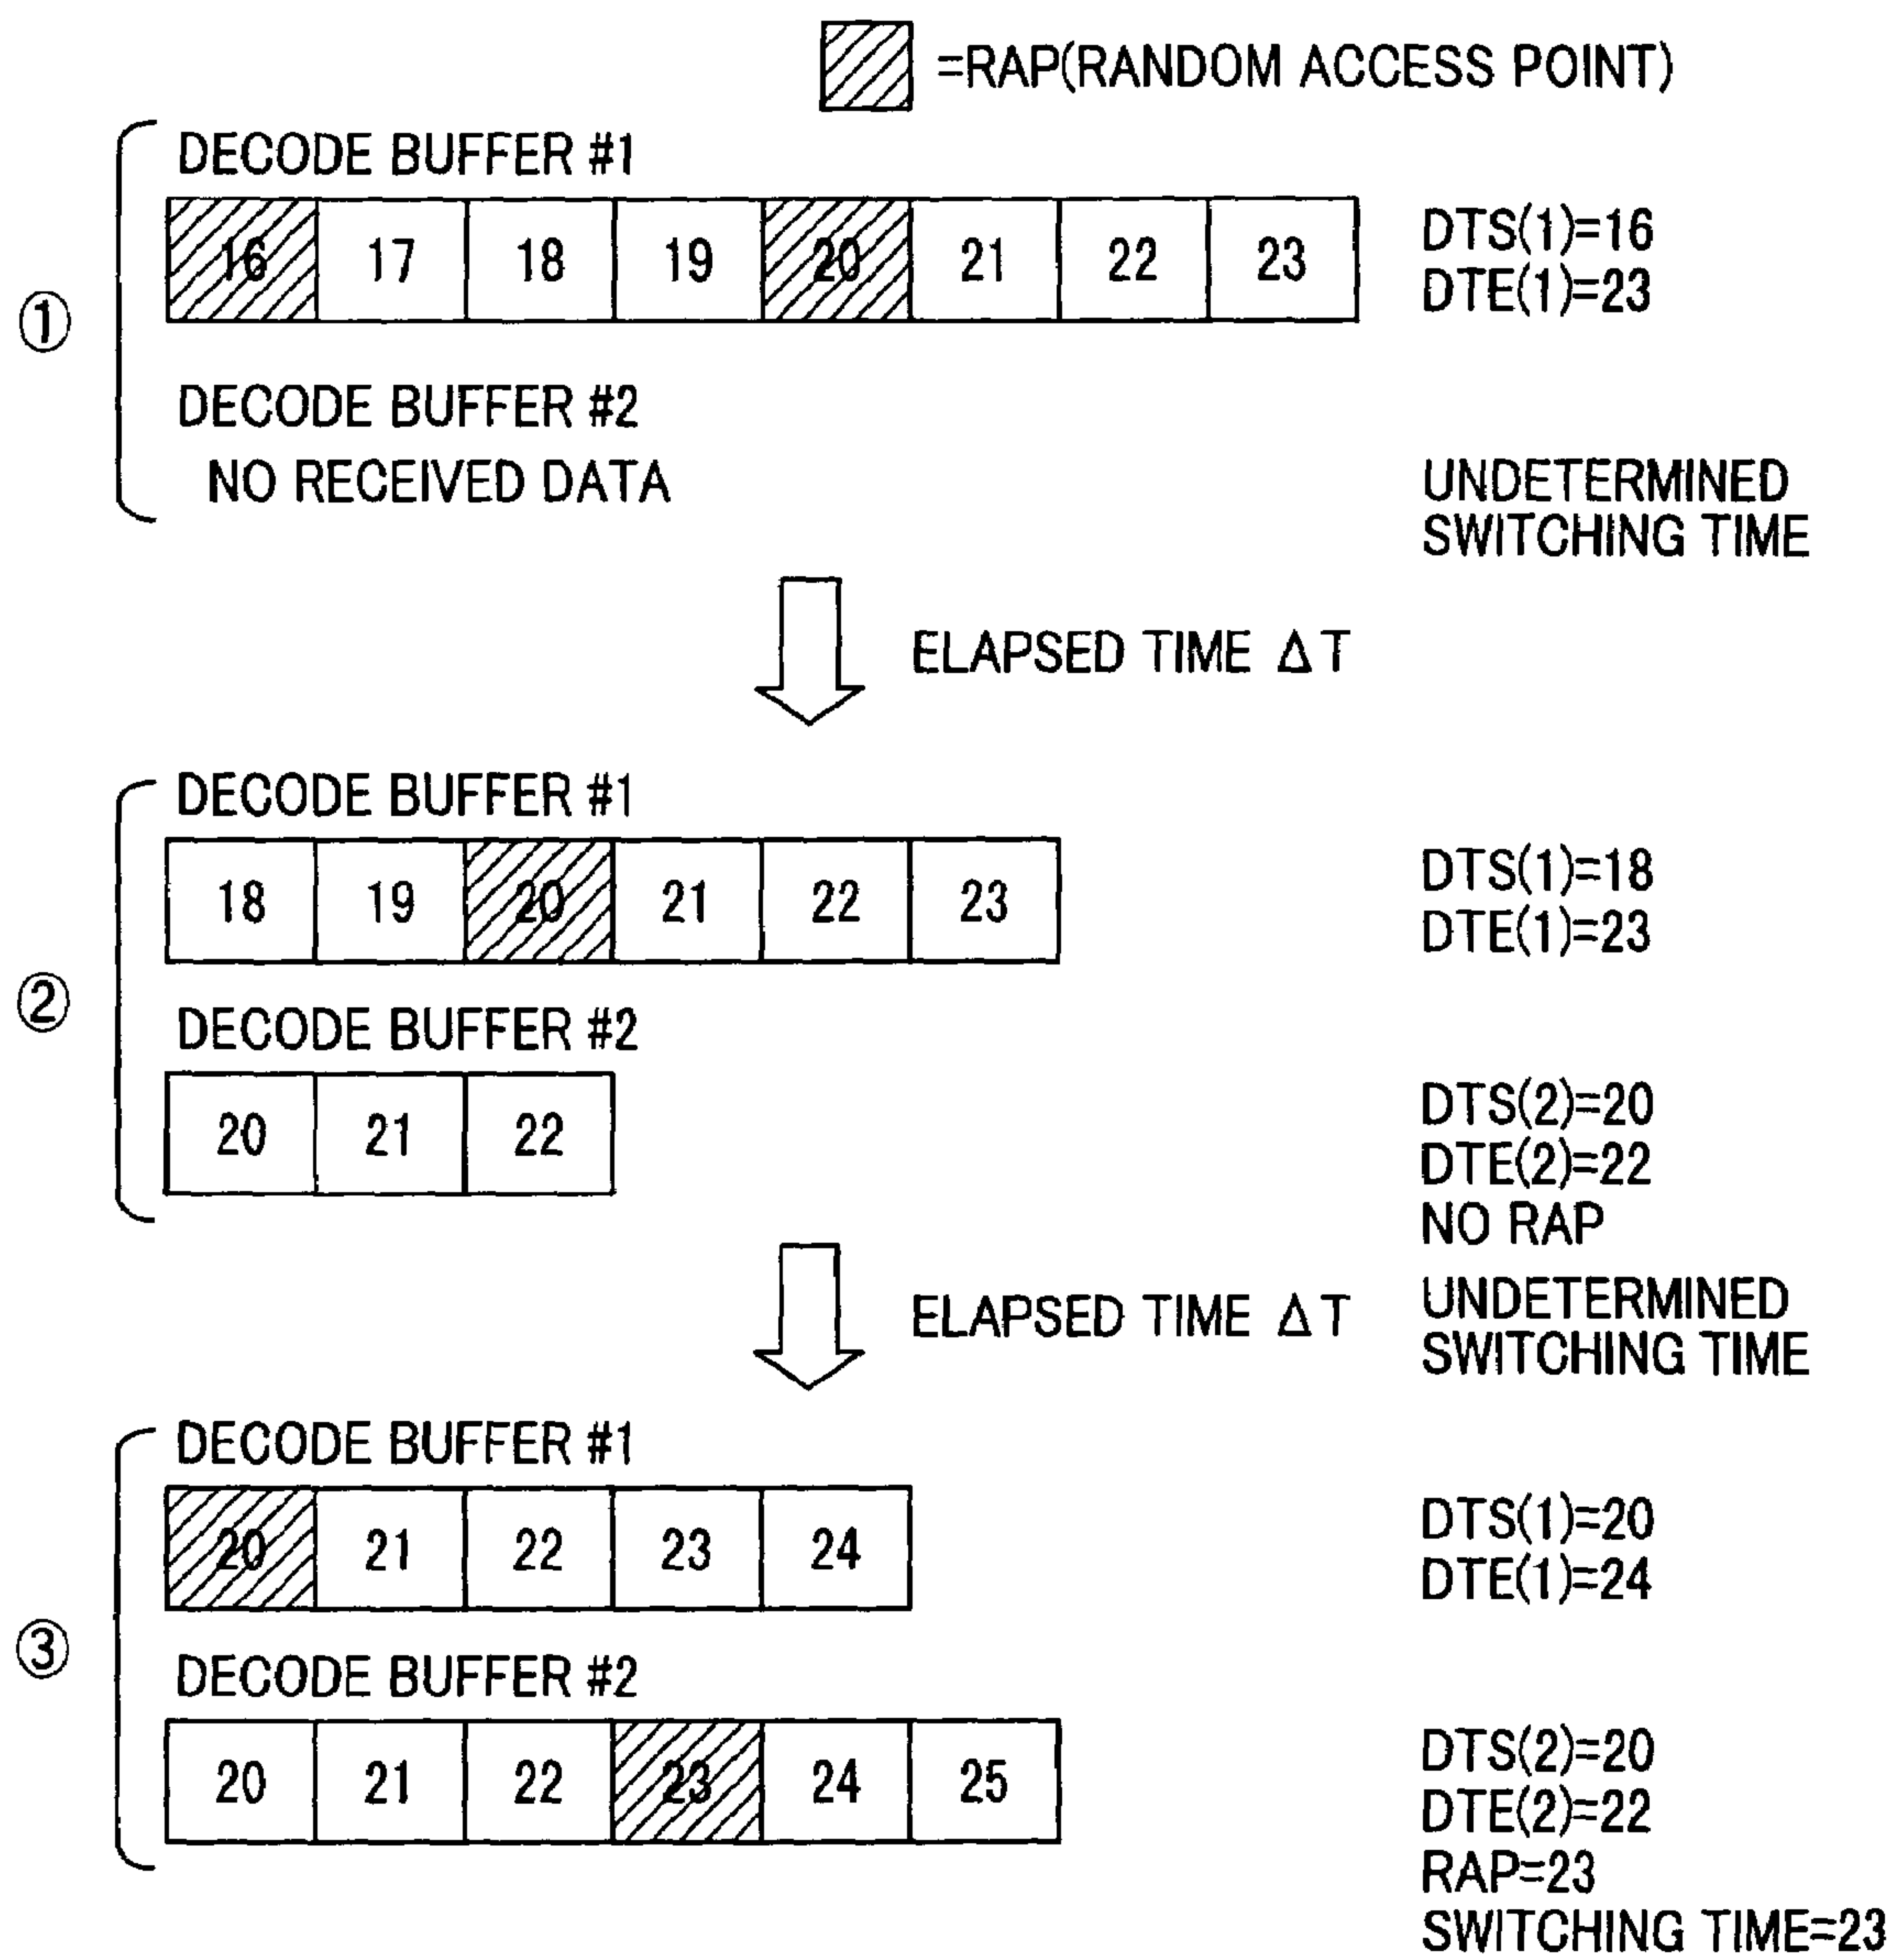 =RAP(RANDOM ACCESS POINT)
①
DECODE BUFFER #1
16 17 18 19 20 21 22 23
DTS(1)=16
DTE(1)=23
DECODE BUFFER #2
NO RECEIVED DATA
UNDETERMINED
SWITCHING TIME
ELAPSED TIME ΔT
②
DECODE BUFFER #1
18 19 20 21 22 23
DTS(1)=18
DTE(1)=23
DECODE BUFFER #2
20 21 22
DTS(2)=20
DTE(2)=22
NO RAP
UNDETERMINED
SWITCHING TIME
ELAPSED TIME ΔT
③
DECODE BUFFER #1
20 21 22 23 24
DTS(1)=20
DTE(1)=24
DECODE BUFFER #2
20 21 22 23 24 25
DTS(2)=20
DTE(2)=22
RAP=23
SWITCHING TIME=23